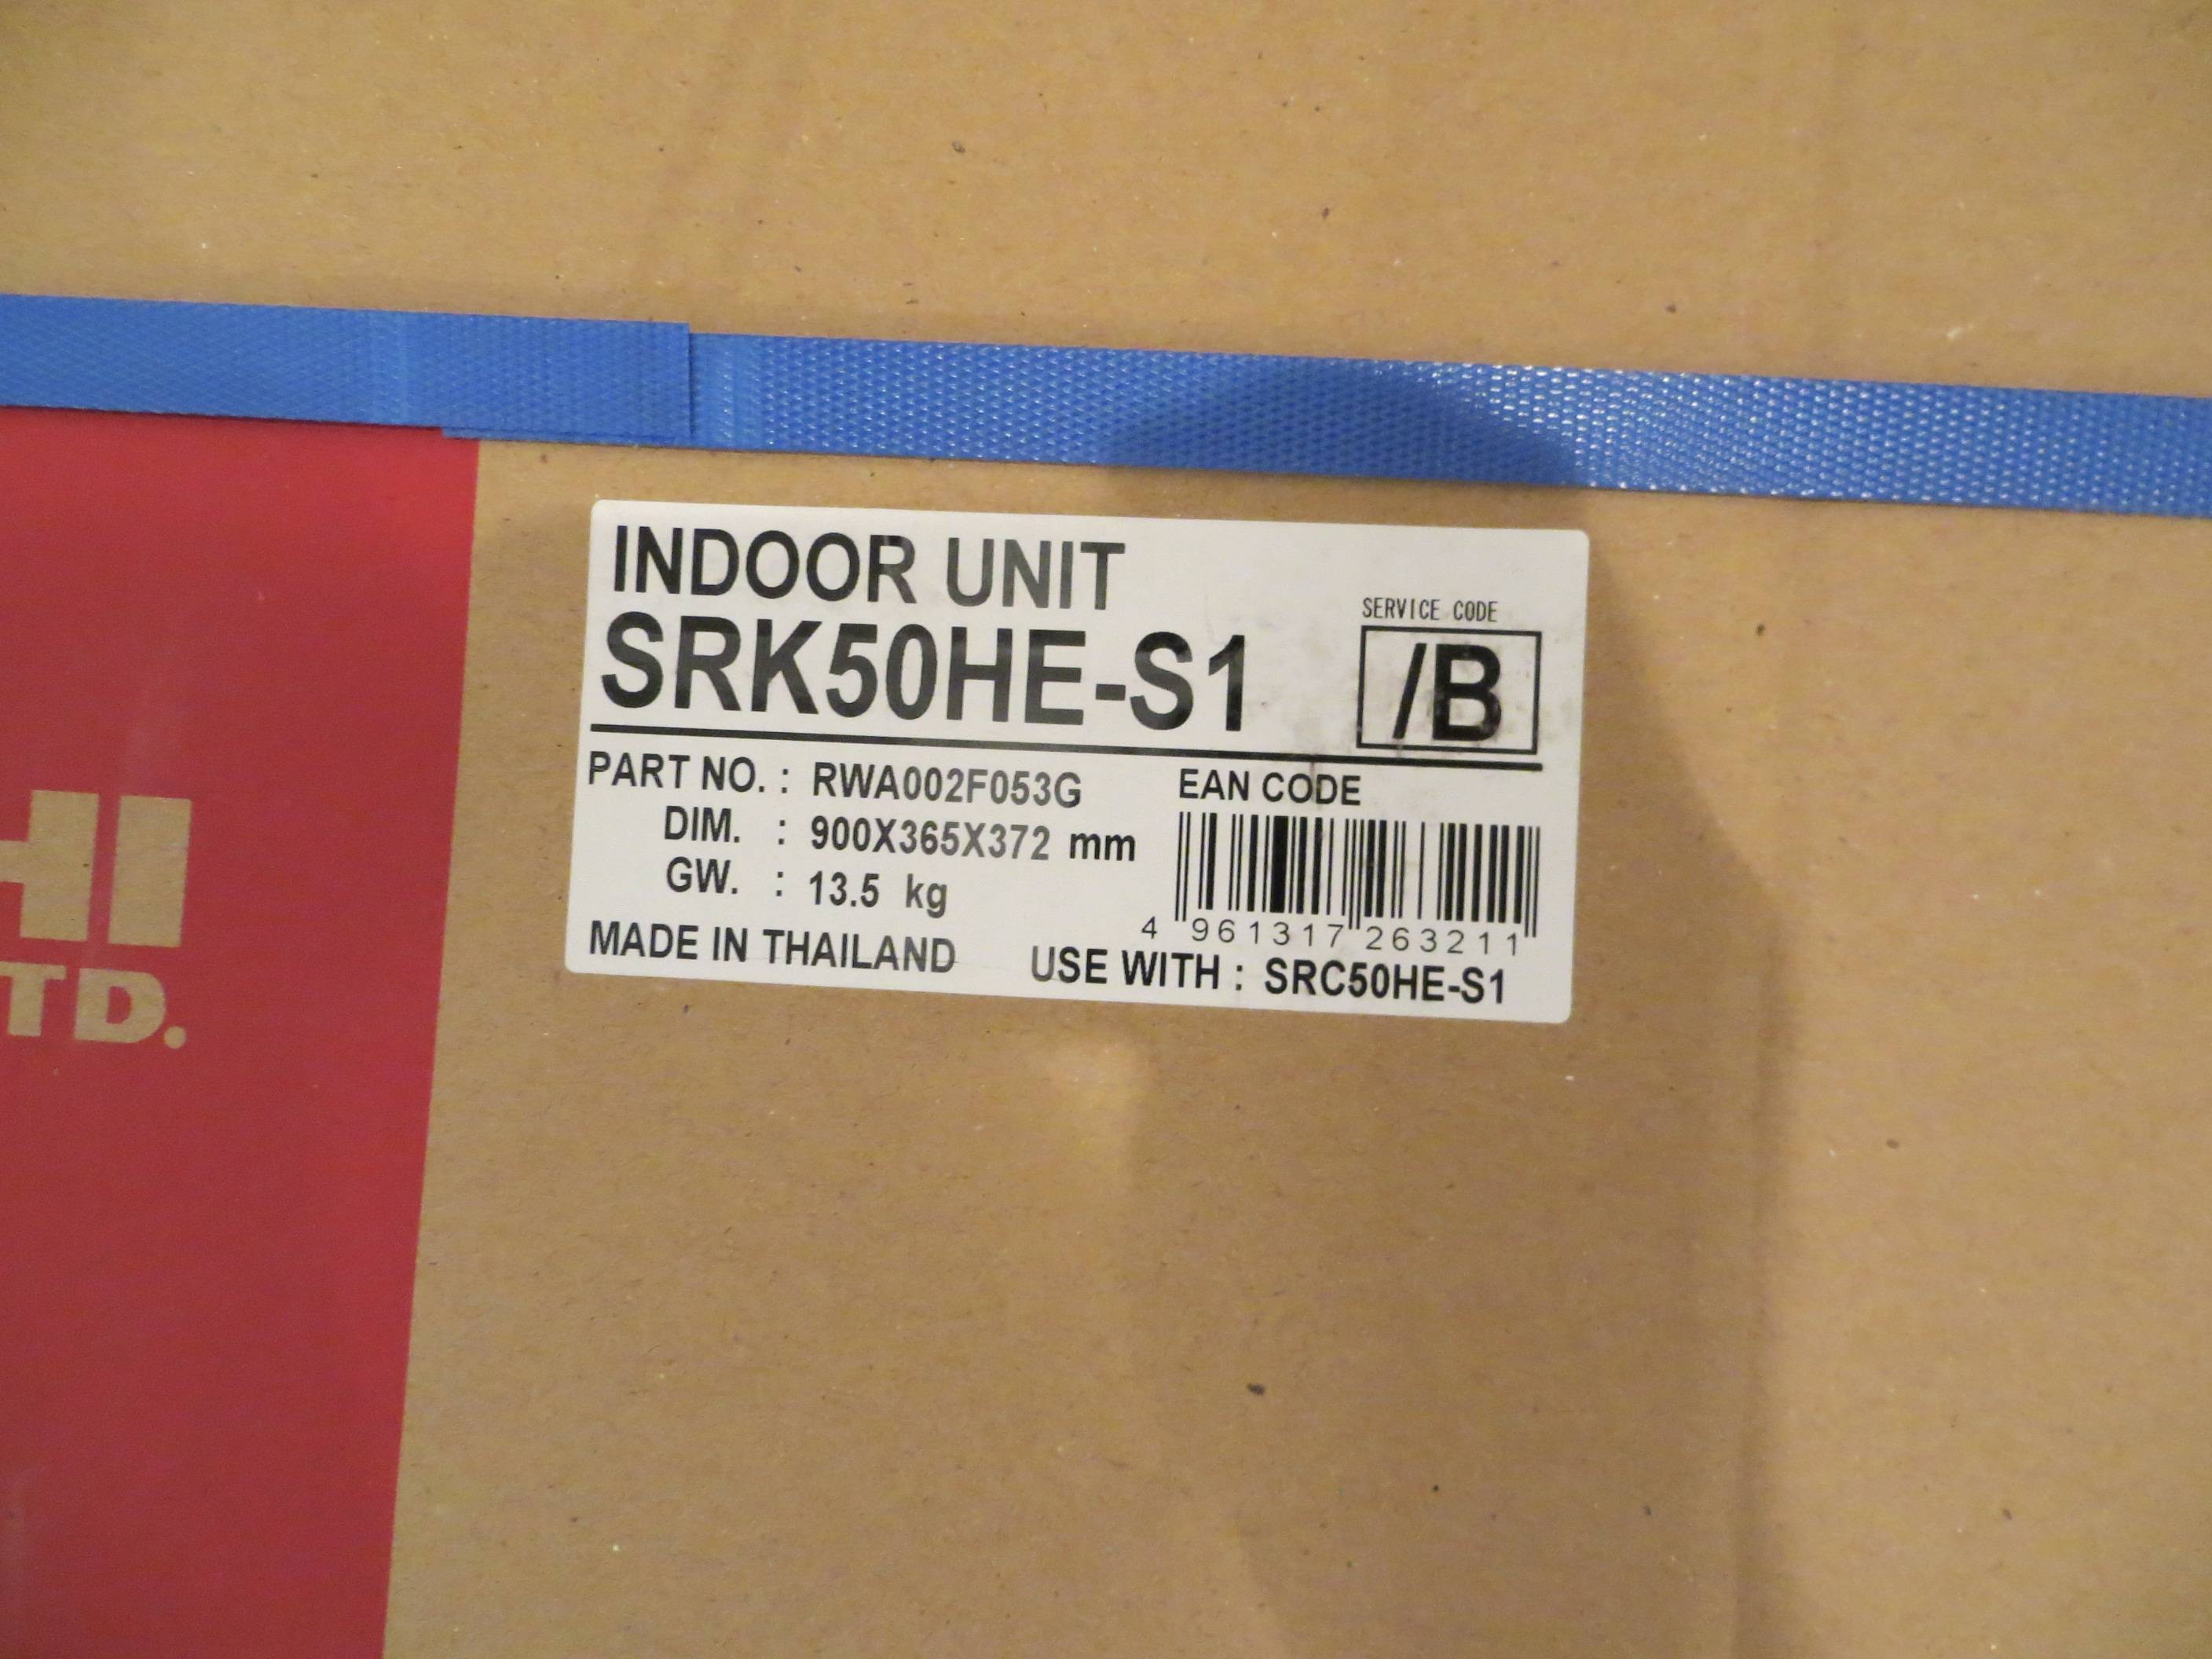 HI
TD.
INDOOR UNIT
SRK50HE-S1
SERVICE CODE
/B
PART NO. : RWA002F053G
DIM. : 900X365X372 mm
GW. : 13.5 kg
MADE IN THAILAND
EAN CODE
4 961317 263211
USE WITH : SRC50HE-S1